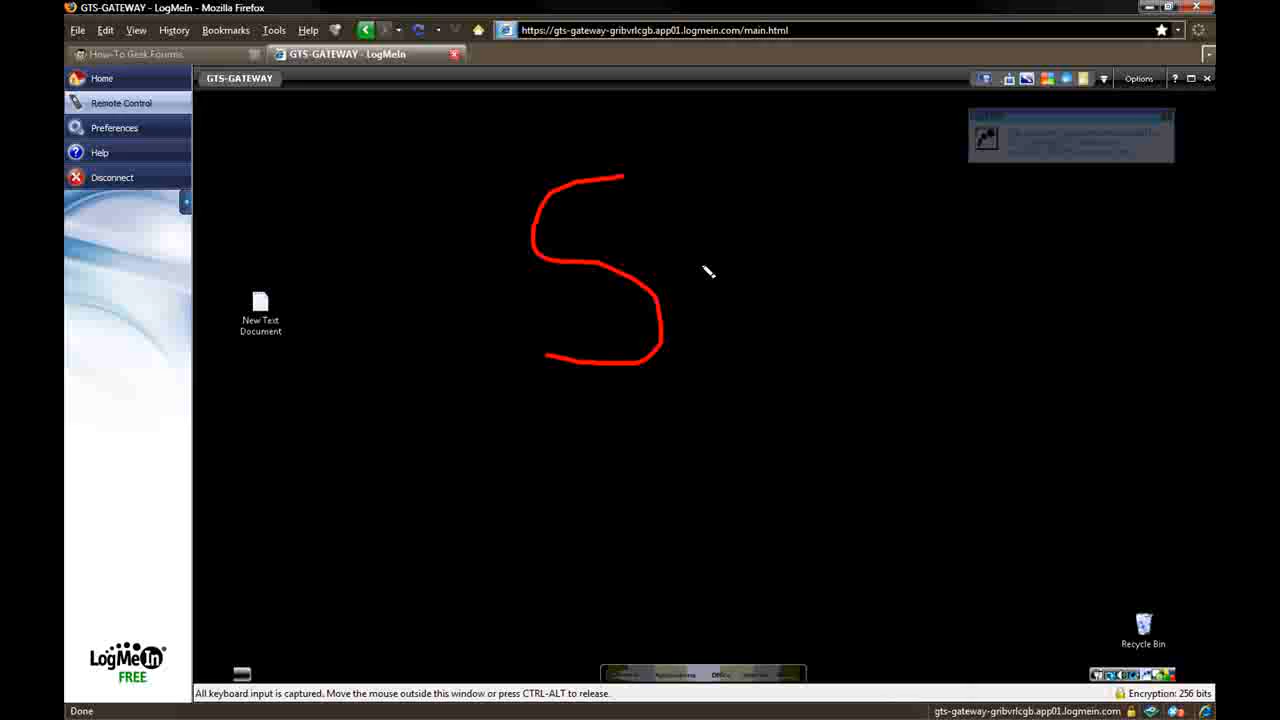 GTS-GATEWAY - LogMeIn - Mozilla Firefox
File Edit View History Bookmarks Tools Help
https://gts-gateway-gribvrlcgb.app01.logmein.com/main.html
How-To Geek Forums
GTS-GATEWAY - LogMeIn
Home
GTS-GATEWAY
Options
?
Remote Control
Preferences
Help
Disconnect
S
New Text
Document
Recycle Bin
LogMeIn
FREE
Office
All keyboard input is captured. Move the mouse outside this window or press CTRL-ALT to release.
Encryption: 256 bits
Done
gts-gateway-gribvrlcgb.app01.logmein.com